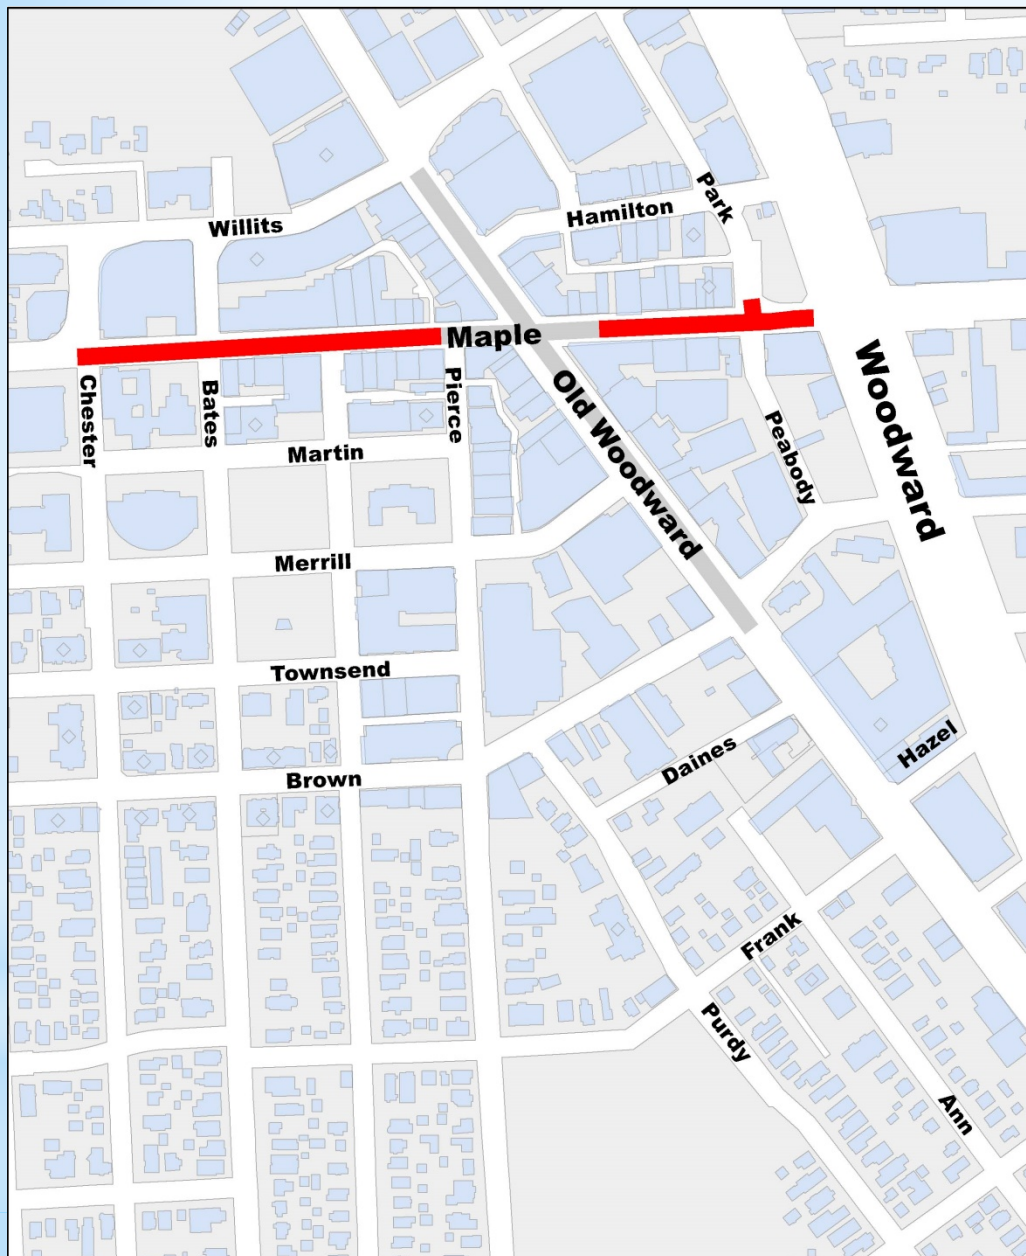 Park
Hamilton
Willits
Maple
Woodward
Old Woodward
Chester
Bates
Pierce
Peabody
Martin
Merrill
Townsend
Hazel
Daines
Brown
Frank
Purdy
Ann